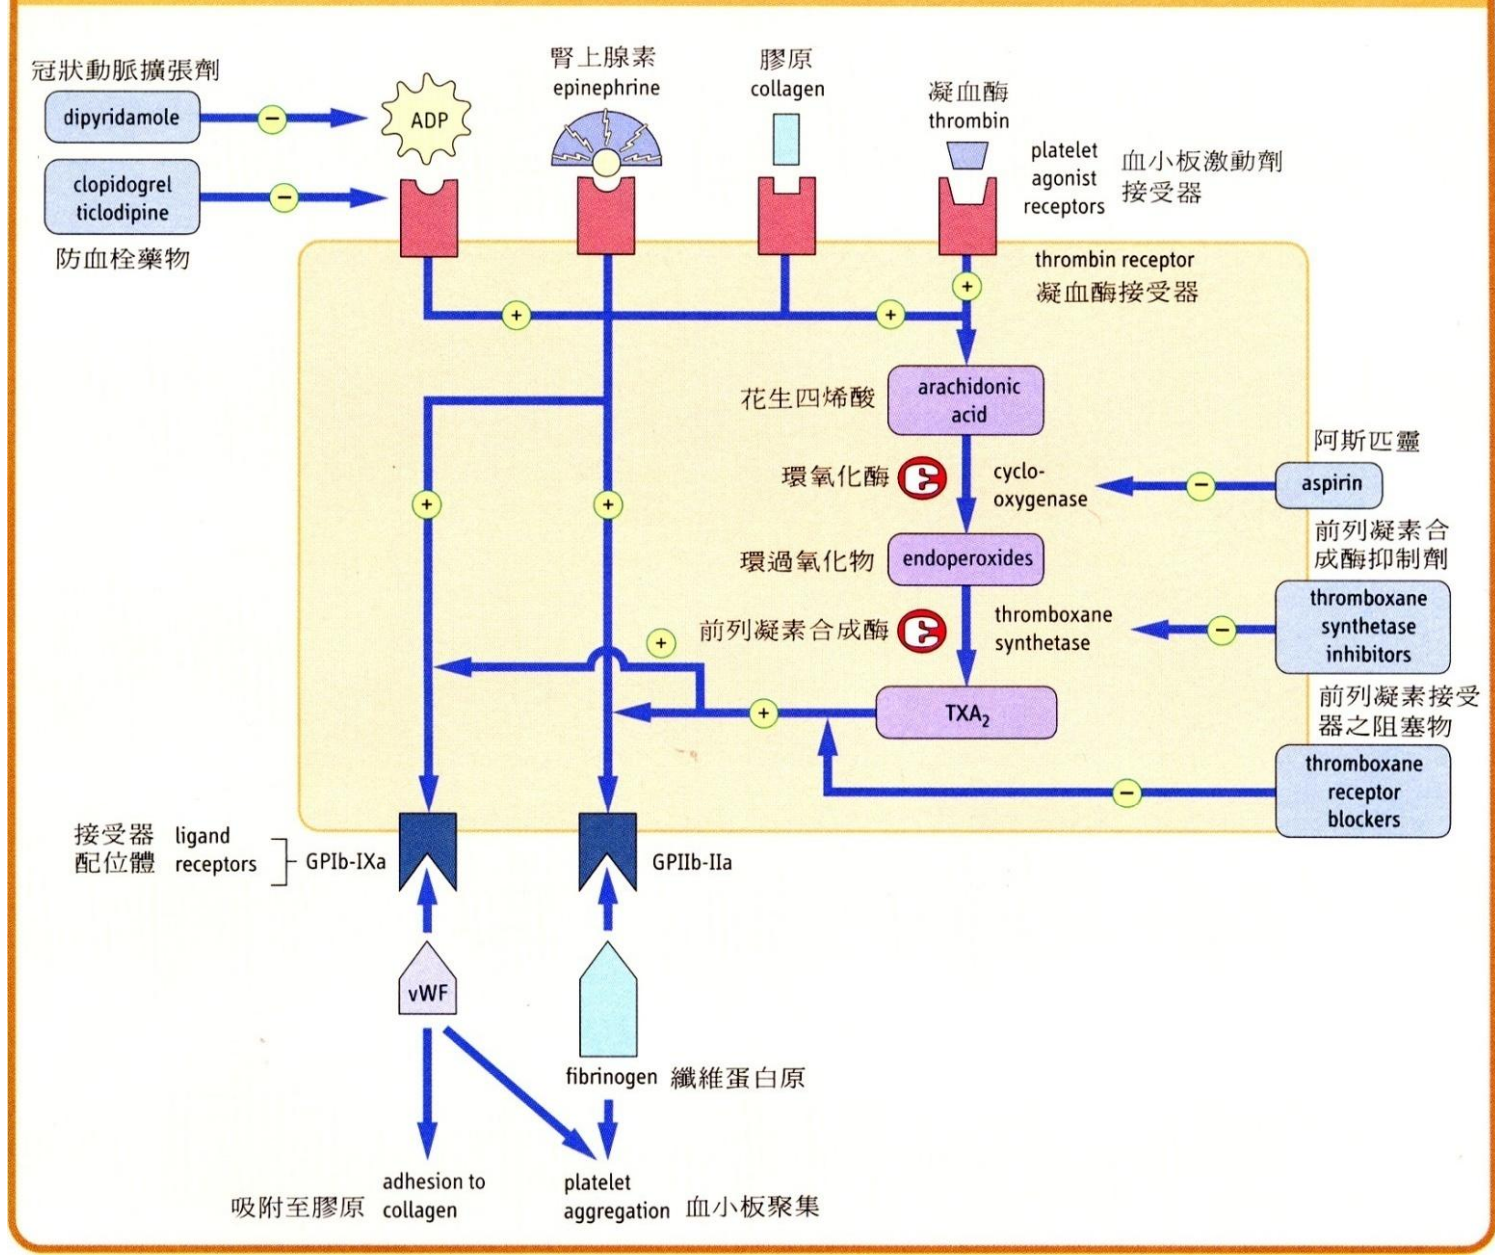 冠狀動脈擴張劑
dipyridamole
−
ADP
腎上腺素
epinephrine
膠原
collagen
凝血酶
thrombin
platelet
agonist
receptors
血小板激動劑
接受器
clopidogrel
ticlodipine
−
防血栓藥物
thrombin receptor
凝血酶接受器
+
+
+
花生四烯酸
arachidonic
acid
環氧化酶
cyclo-
oxygenase
−
阿斯匹靈
aspirin
+
+
環過氧化物
endoperoxides
前列凝素合
成酶抑制劑
thromboxane
synthetase
inhibitors
−
前列凝素合成酶
thromboxane
synthetase
+
+
TXA₂
前列凝素接受
器之阻塞物
thromboxane
receptor
blockers
−
接受器
配位體
ligand
receptors
GPIb-IXa
GPIIb-IIa
vWF
fibrinogen
纖維蛋白原
吸附至膠原
adhesion to
collagen
platelet
aggregation
血小板聚集